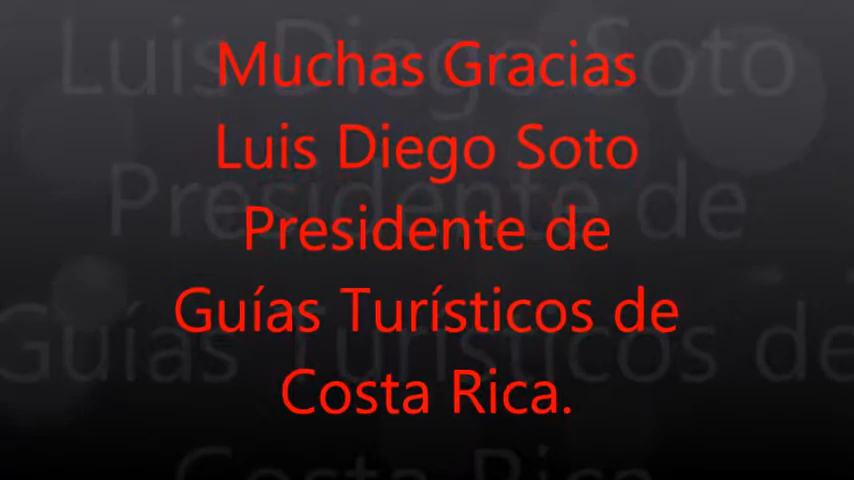 Muchas Gracias
Luis Diego Soto
Presidente de
Guías Turísticos de
Costa Rica.